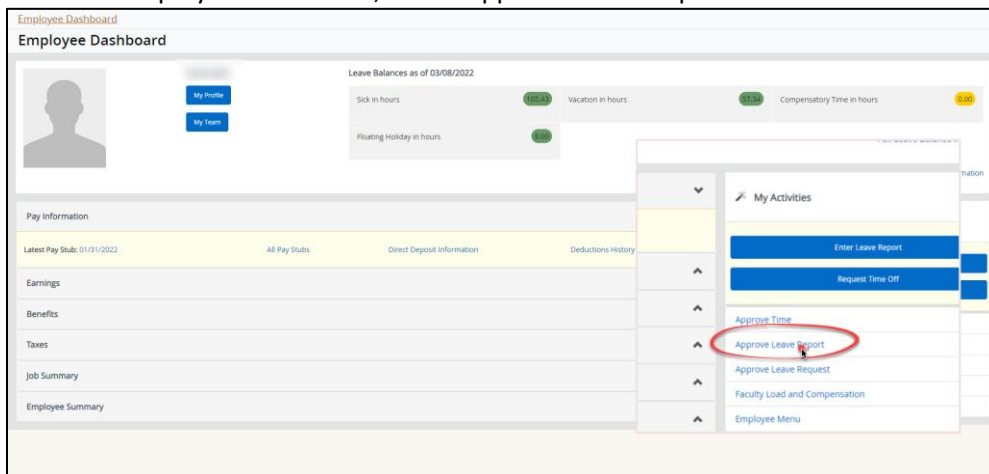 Employee Dashboard
Employee Dashboard
My Profile
My Team
Leave Balances as of 03/08/2022
Sick in hours 105.43 Vacation in hours 57.34 Compensatory Time in hours 0.00
Floating Holiday in hours 8.00
Pay Information
Latest Pay Stub: 01/31/2022 All Pay Stubs Direct Deposit Information Deductions History
Earnings
Benefits
Taxes
Job Summary
Employee Summary
My Activities
Enter Leave Report
Request Time Off
Approve Time
Approve Leave Report
Approve Leave Request
Faculty Load and Compensation
Employee Menu